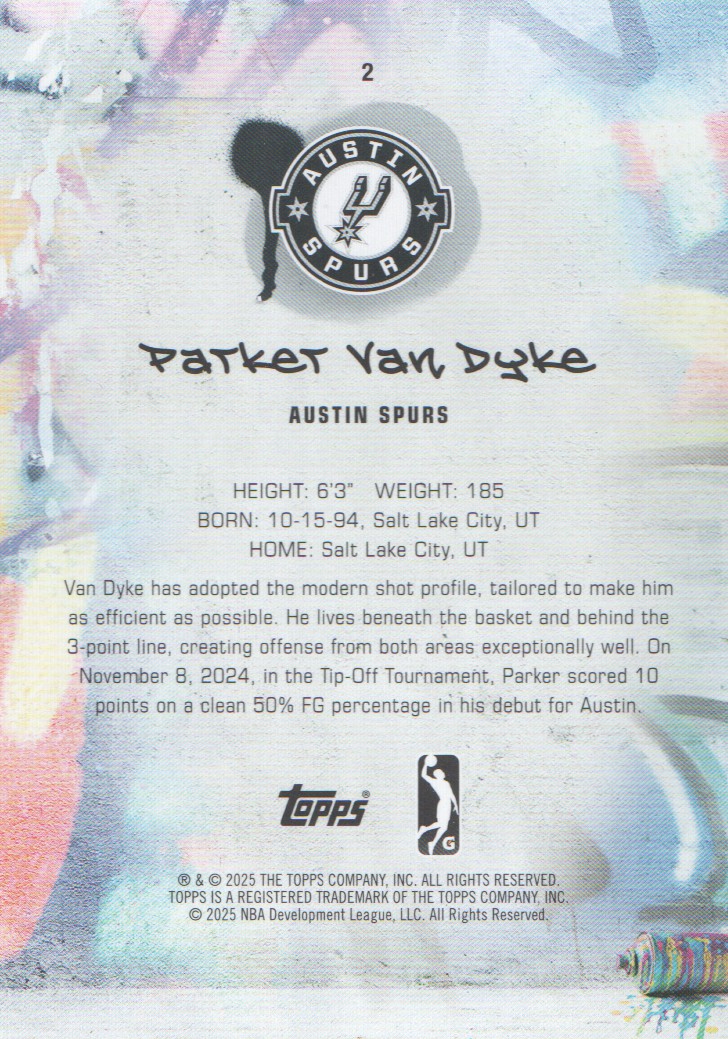 2
AUSTIN
SPURS
Parker Van Dyke
AUSTIN SPURS
HEIGHT: 6'3" WEIGHT: 185
BORN: 10-15-94, Salt Lake City, UT
HOME: Salt Lake City, UT
Van Dyke has adopted the modern shot profile, tailored to make him
as efficient as possible. He lives beneath the basket and behind the
3-point line, creating offense from both areas exceptionally well. On
November 8, 2024, in the Tip-Off Tournament, Parker scored 10
points on a clean 50% FG percentage in his debut for Austin.
TOPPS®
G
® & © 2025 THE TOPPS COMPANY, INC. ALL RIGHTS RESERVED.
TOPPS IS A REGISTERED TRADEMARK OF THE TOPPS COMPANY, INC.
© 2025 NBA Development League, LLC. All Rights Reserved.